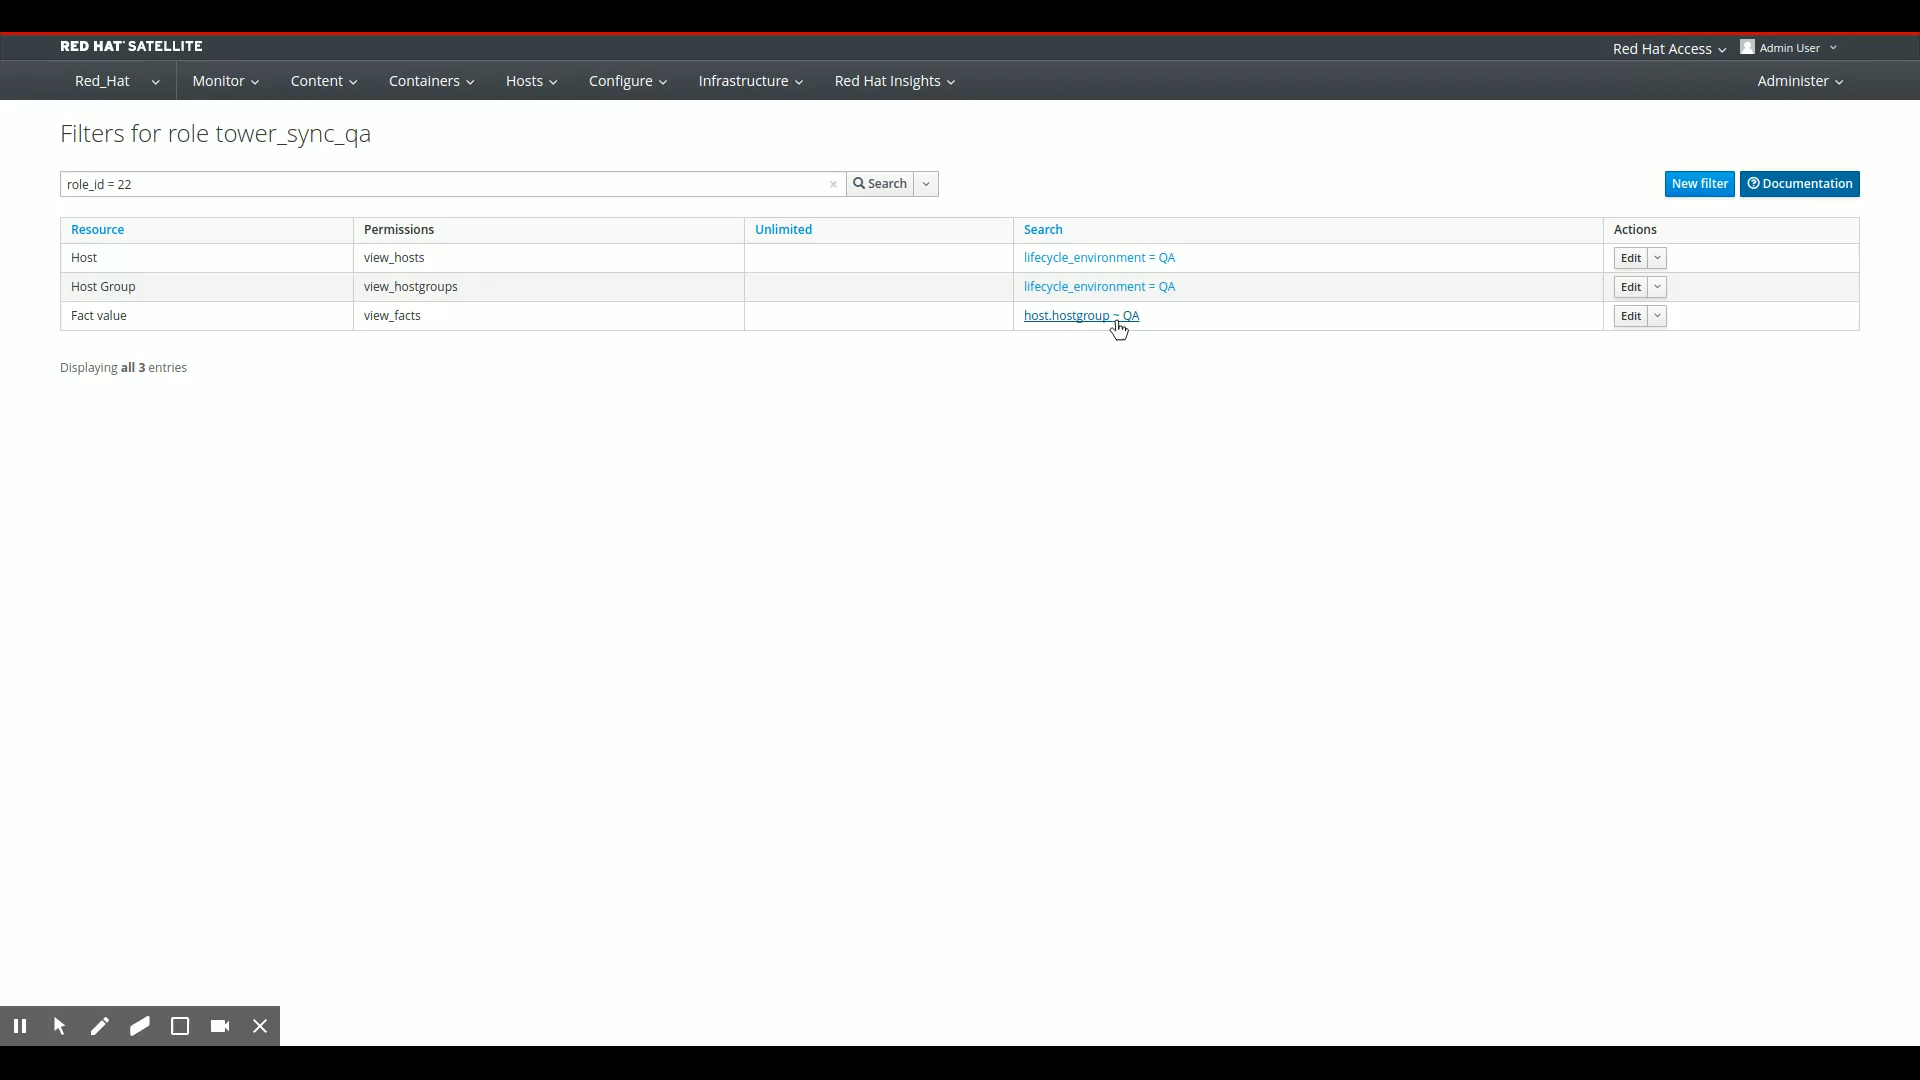 RED HAT SATELLITE
Red Hat Access Admin User
Red_Hat Monitor Content Containers Hosts Configure Infrastructure Red Hat Insights Administer
Filters for role tower_sync_qa
role_id = 22 × Search New filter Documentation
Resource Permissions Unlimited Search Actions
Host view_hosts lifecycle_environment = QA Edit
Host Group view_hostgroups lifecycle_environment = QA Edit
Fact value view_facts host.hostgroup ~ QA Edit
Displaying all 3 entries